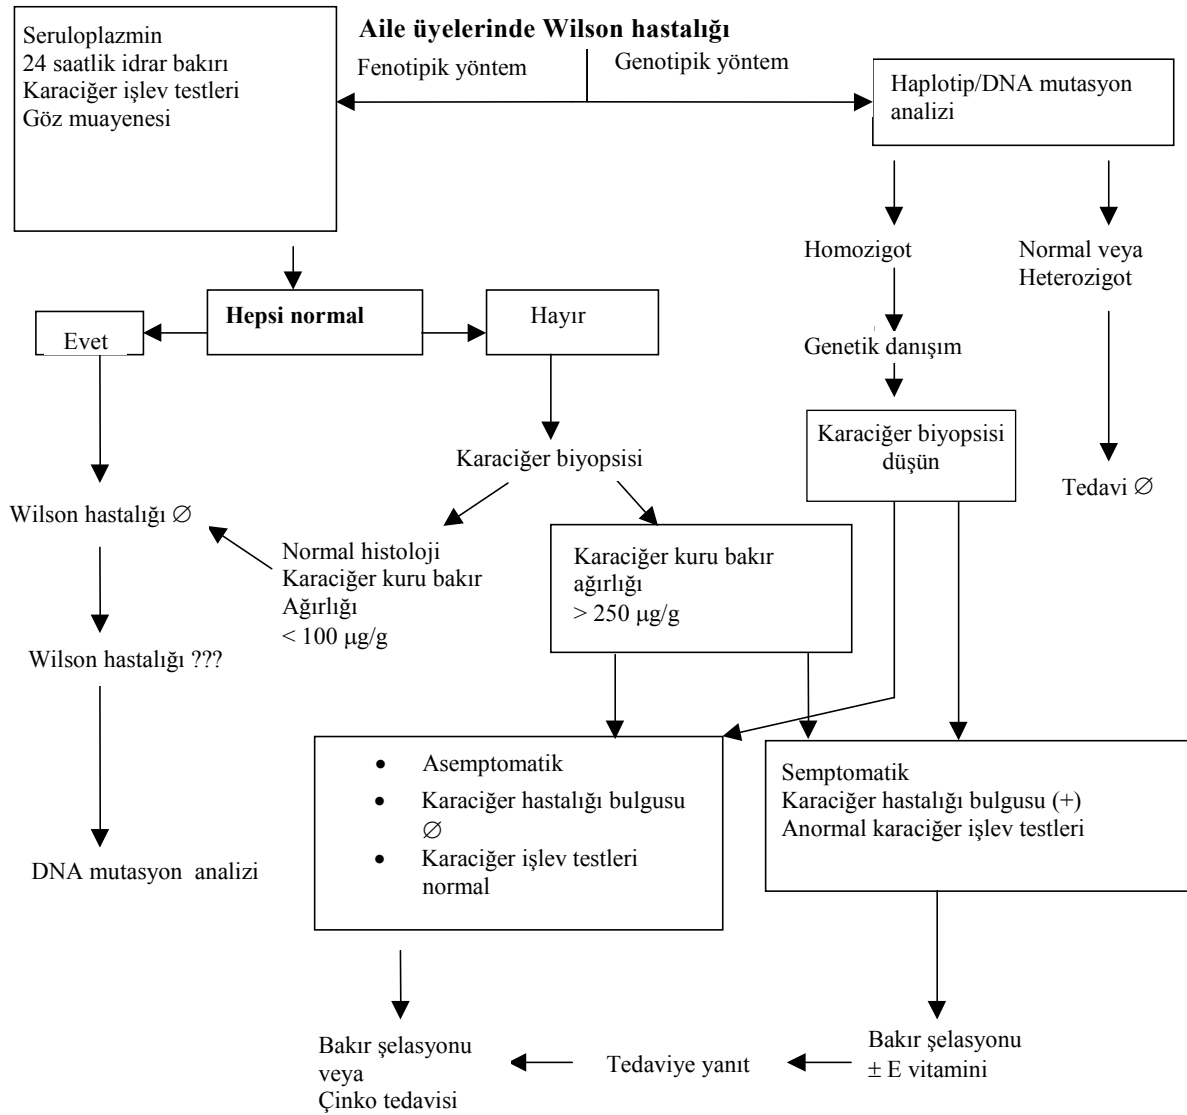 Aile üyelerinde Wilson hastalığı
Seruloplazmin
24 saatlik idrar bakırı
Karaciğer işlev testleri
Göz muayenesi
Fenotipik yöntem
Genotipik yöntem
Haplotip/DNA mutasyon
analizi
Homozigot
Normal veya
Heterozigot
Hepsi normal
Evet
Hayır
Genetik danışım
Karaciğer biyopsisi
Karaciğer biyopsisi
düşün
Tedavi ∅
Wilson hastalığı ∅
Normal histoloji
Karaciğer kuru bakır
Ağırlığı
< 100 µg/g
Karaciğer kuru bakır
ağırlığı
> 250 µg/g
Wilson hastalığı ???
DNA mutasyon analizi
• Asemptomatik
• Karaciğer hastalığı bulgusu
∅
• Karaciğer işlev testleri
normal
Semptomatik
Karaciğer hastalığı bulgusu (+)
Anormal karaciğer işlev testleri
Bakır şelasyonu
veya
Çinko tedavisi
Tedaviye yanıt
Bakır şelasyonu
± E vitamini